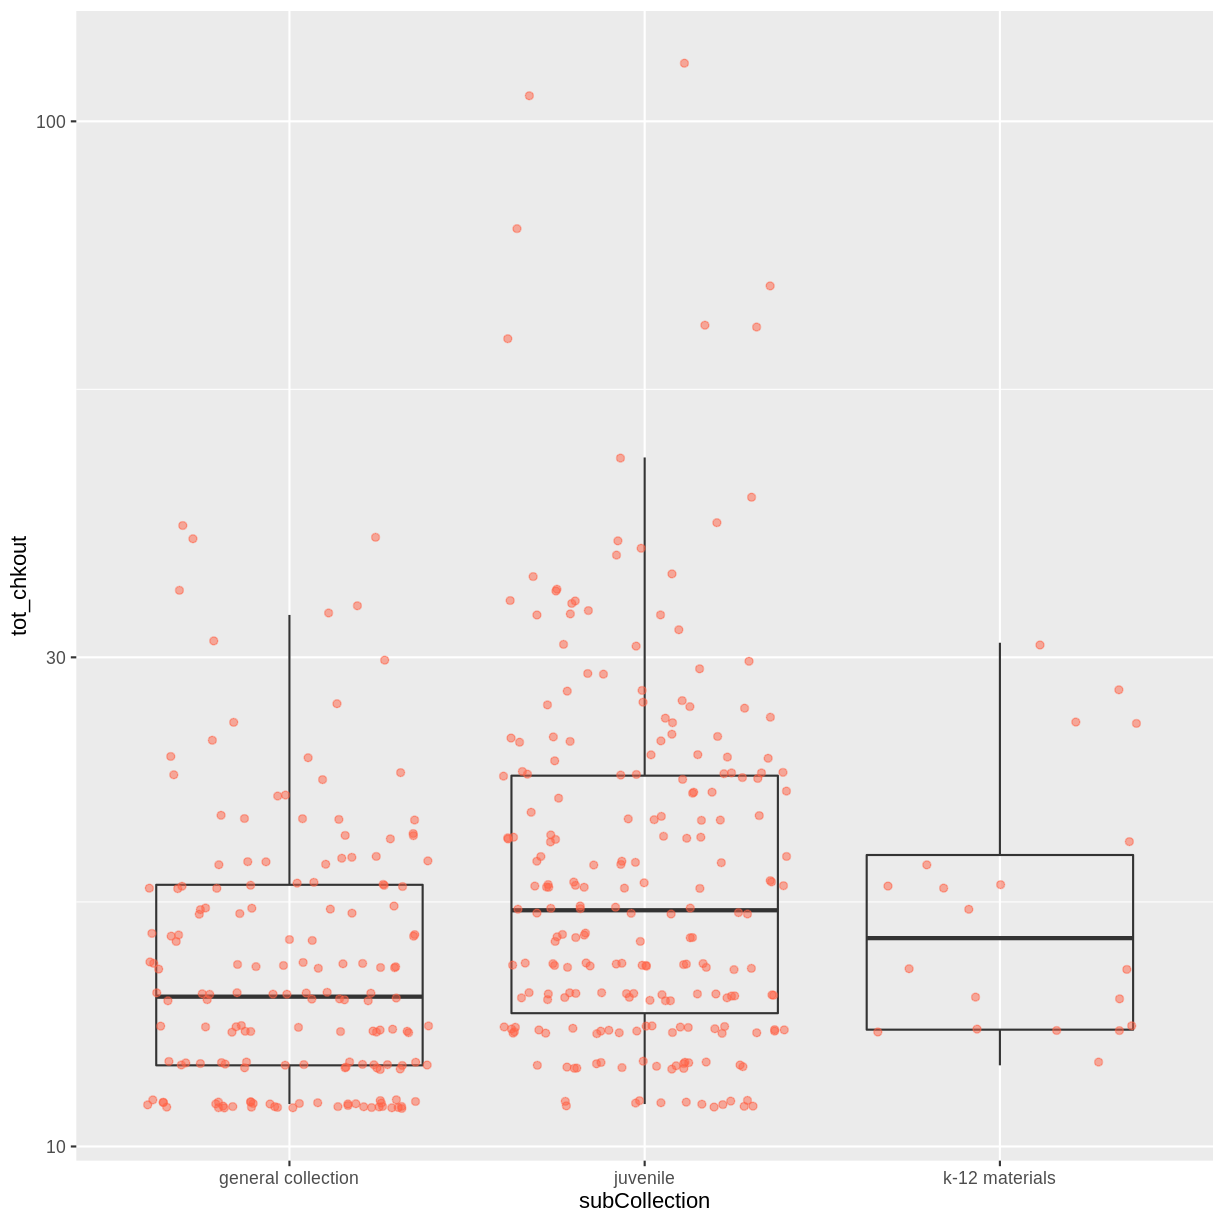 100
30
10
tot_chkout
general collection
juvenile
k-12 materials
subCollection